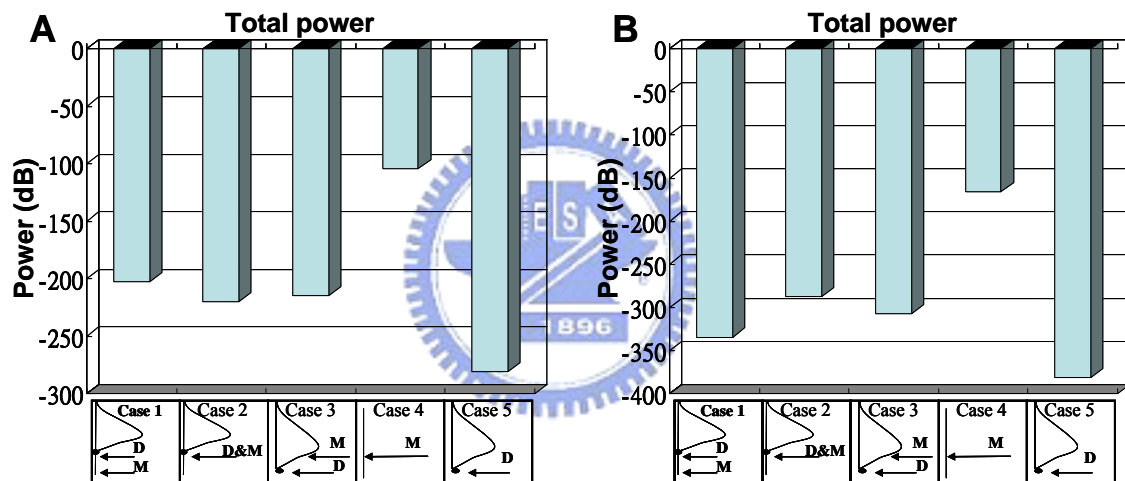 A
Total power
Power (dB)
0
-50
-100
-150
-200
-250
-300
Case 1
D
M
Case 2
D&M
Case 3
M
D
Case 4
M
Case 5
D
B
Total power
Power (dB)
0
-50
-100
-150
-200
-250
-300
-350
-400
Case 1
D
M
Case 2
D&M
Case 3
M
D
Case 4
M
Case 5
D
ES
1896